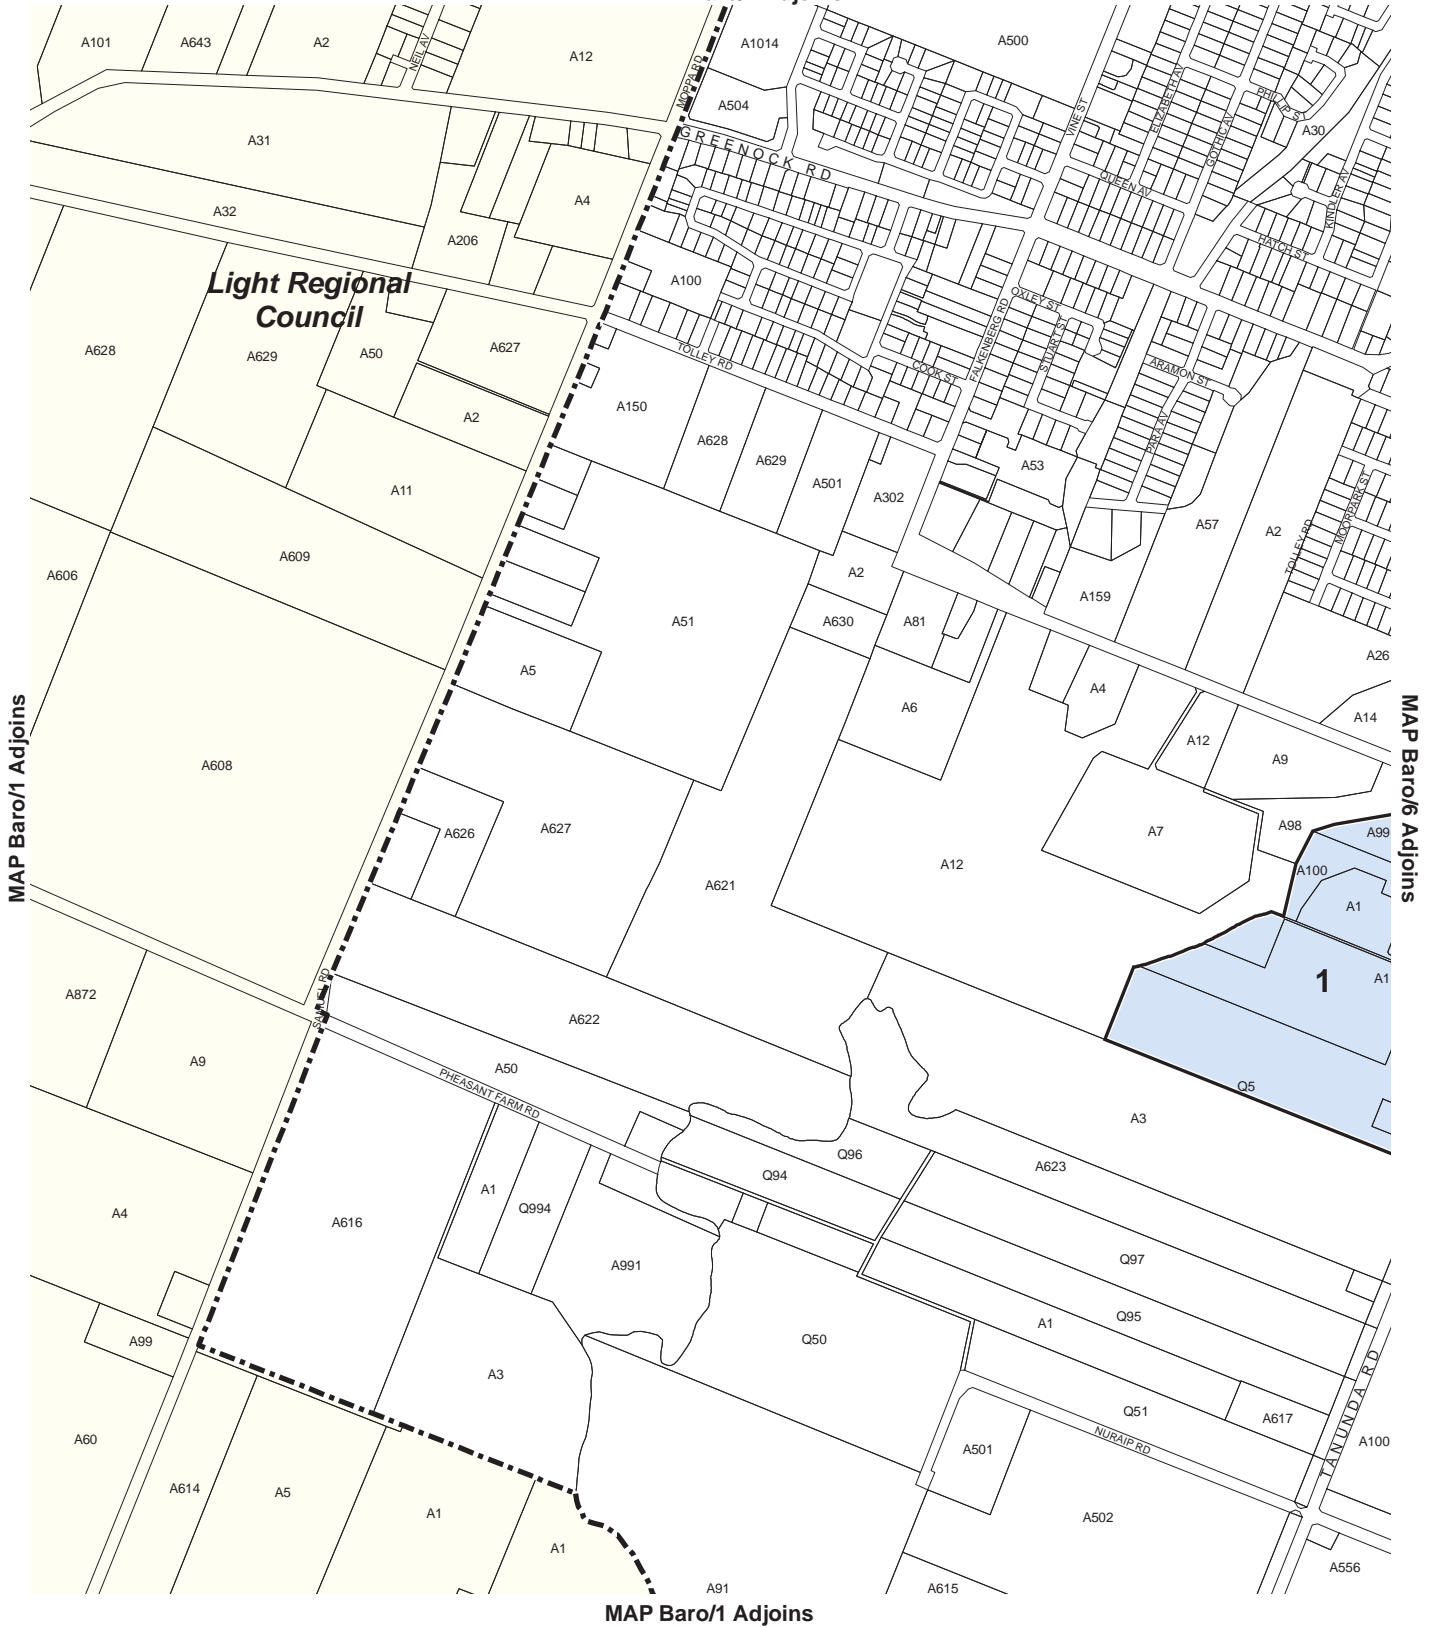 A101
A643
A2
NEIL AV
A12
MOPPA RD
A1014
A500
A504
VINE ST
ELIZABETH AV
GOTHIC AV
PHILLIP ST
A30
A31
GREENOCK RD
QUEEN AV
KINDLER AV
A32
A4
A206
HATCH ST
Light Regional
Council
A100
OXLEY ST
FALKENBERG RD
STUART ST
A628
A629
A50
A627
TOLLEY RD
COOK ST
ARAMON ST
A150
A2
A628
A629
A501
A302
A53
PARA AV
A11
A57
A2
TOLLEY RD
MOORPARK ST
A609
A606
A2
A159
A51
A630
A81
A5
A26
A4
A6
A14
A12
A9
MAP Baro/1 Adjoins
MAP Baro/6 Adjoins
A608
A626
A627
A7
A98
A99
A12
A100
A621
A1
A872
SAMUEL RD
1
A1
A622
A9
A50
PHEASANT FARM RD
Q5
A3
Q96
Q94
A623
A1
Q994
A4
A616
A991
Q97
Q95
A1
Q50
A99
A3
TANUNDA RD
Q51
A617
A60
NURAIP RD
A501
A100
A614
A5
A1
A502
A1
A556
A91
A615
MAP Baro/1 Adjoins